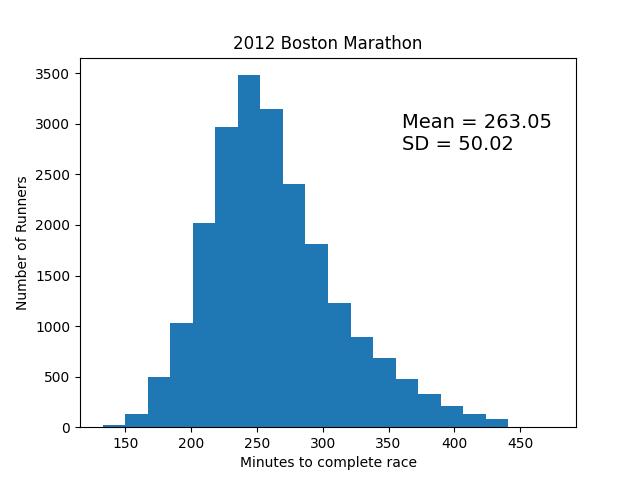 2012 Boston Marathon
Mean = 263.05
SD = 50.02
Number of Runners
3500
3000
2500
2000
1500
1000
500
0
150 200 250 300 350 400 450
Minutes to complete race